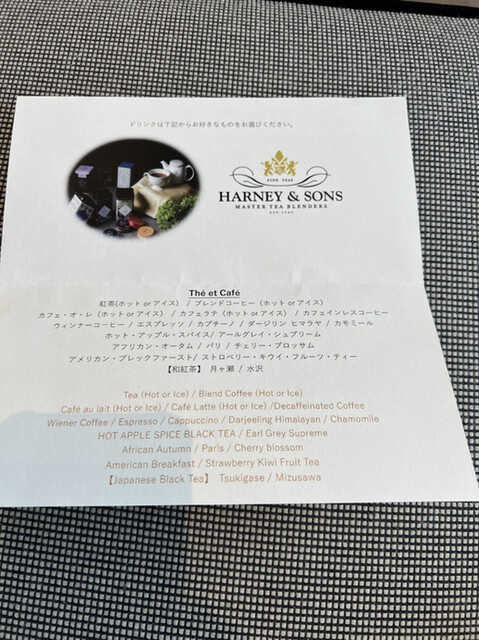 ドリンクは下記からお好きなものをお選びください。
FINE TEAS
HARNEY & SONS
MASTER TEA BLENDERS
EST. 1983
Thé et Café
紅茶(ホット or アイス) / ブレンドコーヒー (ホット or アイス)
カフェ・オ・レ (ホット or アイス) / カフェラテ (ホット or アイス) / カフェインレスコーヒー
ウィンナーコーヒー / エスプレッソ / カプチーノ / ダージリン ヒマラヤ / カモミール
ホット・アップル・スパイス/ アールグレイ・シュプリーム
アフリカン・オータム / パリ / チェリー・ブロッサム
アメリカン・ブレックファースト/ ストロベリー・キウイ・フルーツ・ティー
【和紅茶】 月ヶ瀬 / 水沢
Tea (Hot or Ice) / Blend Coffee (Hot or Ice)
Café au lait (Hot or Ice) / Café Latte (Hot or Ice) /Decaffeinated Coffee
Wiener Coffee / Espresso / Cappuccino / Darjeeling Himalayan / Chamomile
HOT APPLE SPICE BLACK TEA / Earl Grey Supreme
African Autumn / Paris / Cherry blossom
American Breakfast / Strawberry Kiwi Fruit Tea
【Japanese Black Tea】 Tsukigase / Mizusawa